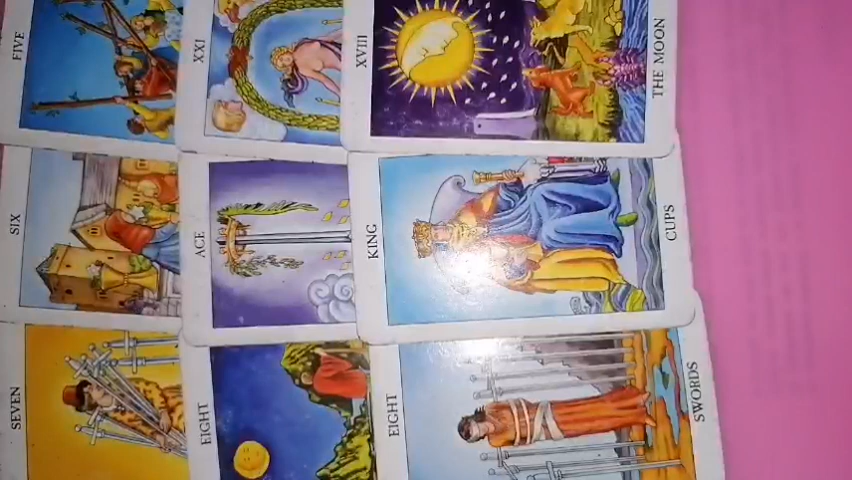 FIVE
XXI
XVIII
THE MOON
SIX
ACE
KING
CUPS
SEVEN
EIGHT
EIGHT
SWORDS